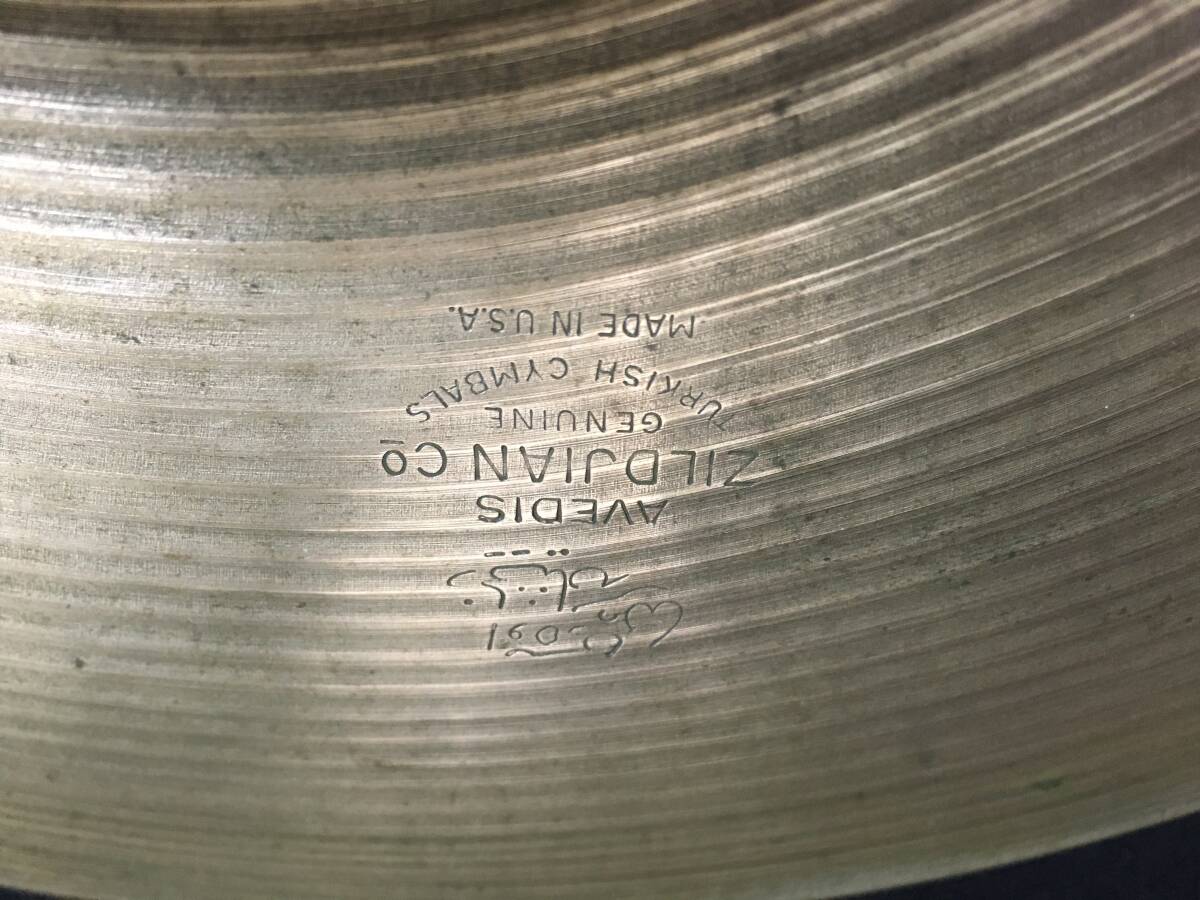 AVEDIS
ZILDJIAN Co
GENUINE
TURKISH CYMBALS
MADE IN U.S.A.